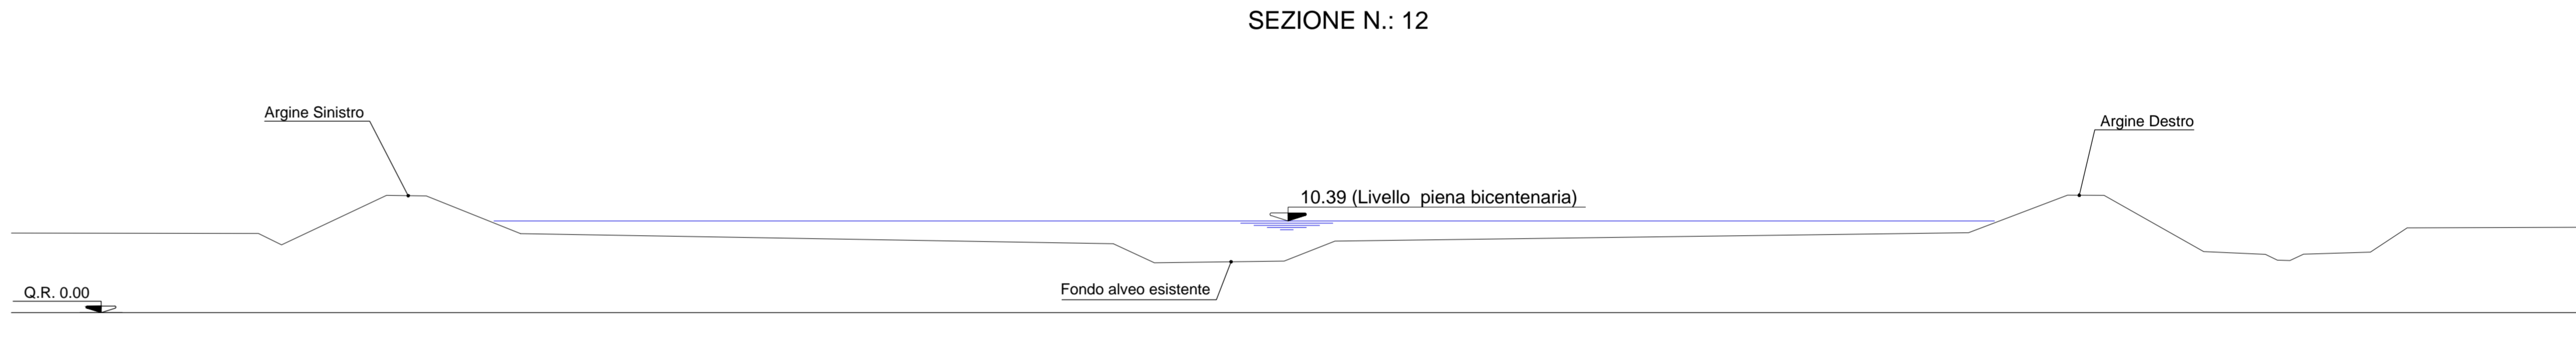 SEZIONE N.: 12
Argine Sinistro
Argine Destro
10.39 (Livello piena bicentenaria)
Fondo alveo esistente
Q.R. 0.00